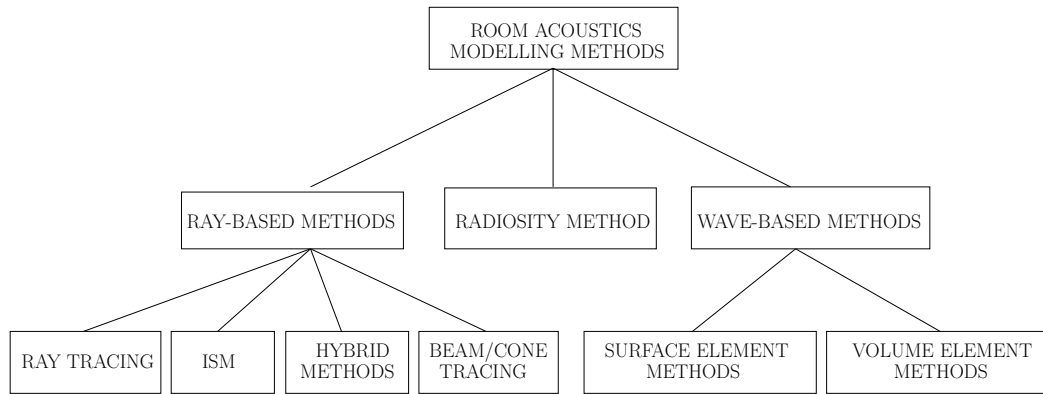 ROOM ACOUSTICS
MODELLING METHODS
RAY-BASED METHODS
RADIOSITY METHOD
WAVE-BASED METHODS
RAY TRACING
ISM
HYBRID
METHODS
BEAM/CONE
TRACING
SURFACE ELEMENT
METHODS
VOLUME ELEMENT
METHODS